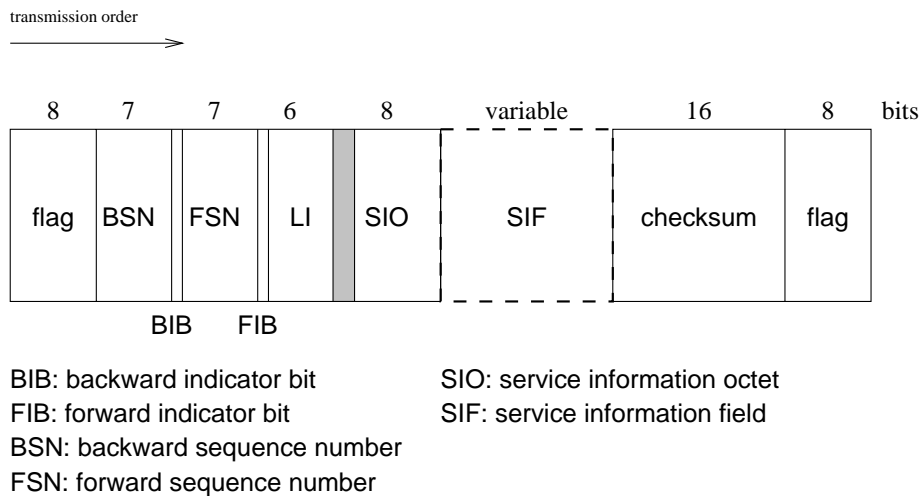 transmission order
8 7 7 6 8 variable 16 8 bits
flag BSN FSN LI SIO SIF checksum flag
BIB FIB
BIB: backward indicator bit
FIB: forward indicator bit
BSN: backward sequence number
FSN: forward sequence number
SIO: service information octet
SIF: service information field